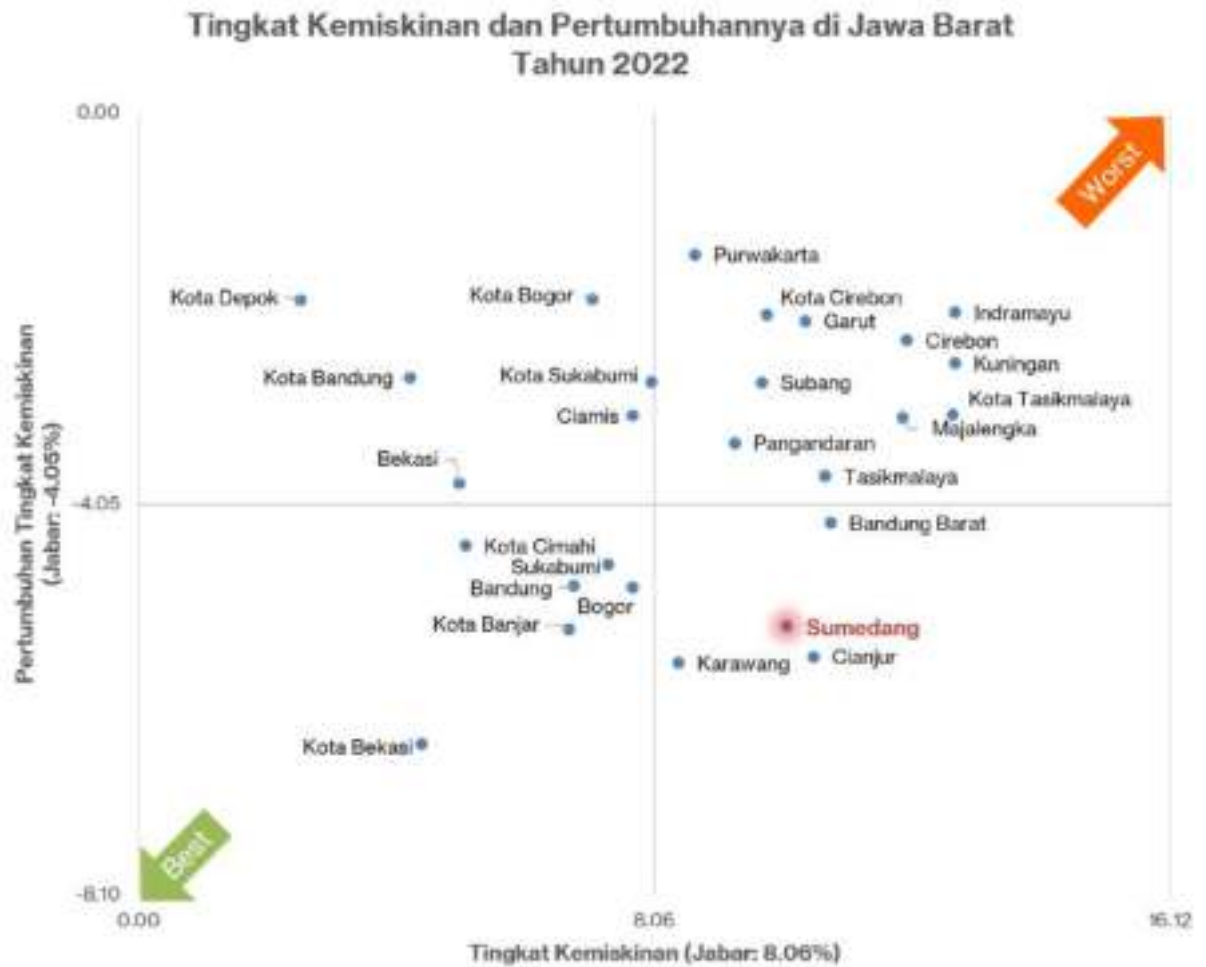 Tingkat Kemiskinan dan Pertumbuhannya di Jawa Barat
Tahun 2022
0.00
Worst
Purwakarta
Kota Depok
Kota Bogor
Kota Cirebon
Indramayu
Garut
Cirebon
Kuningan
Kota Bandung
Kota Sukabumi
Subang
Kota Tasikmalaya
Ciamis
Majalengka
Pangandaran
Bekasi
Tasikmalaya
-4.05
Bandung Barat
Kota Cimahi
Sukabumi
Bandung
Bogor
Kota Banjar
Sumedang
Karawang
Cianjur
Kota Bekasi
Best
-8.10
0.00
8.06
16.12
Tingkat Kemiskinan (Jabar: 8.06%)
Pertumbuhan Tingkat Kemiskinan
(Jabar: -4.05%)